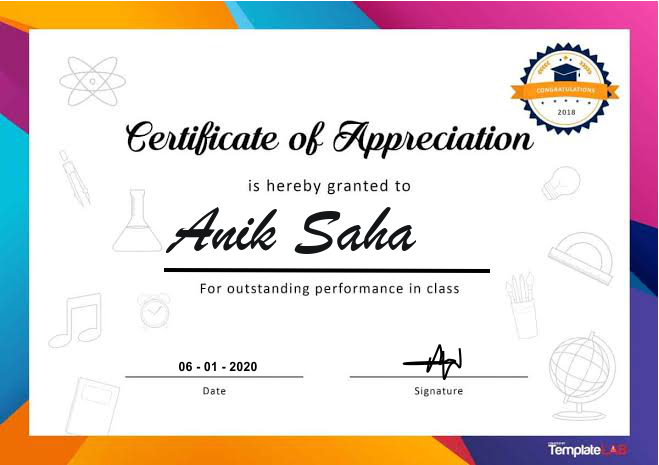 CONGRATULATIONS
2018
Certificate of Appreciation
is hereby granted to
Anik Saha
For outstanding performance in class
06 - 01 - 2020
Date
Signature
TemplateLAB